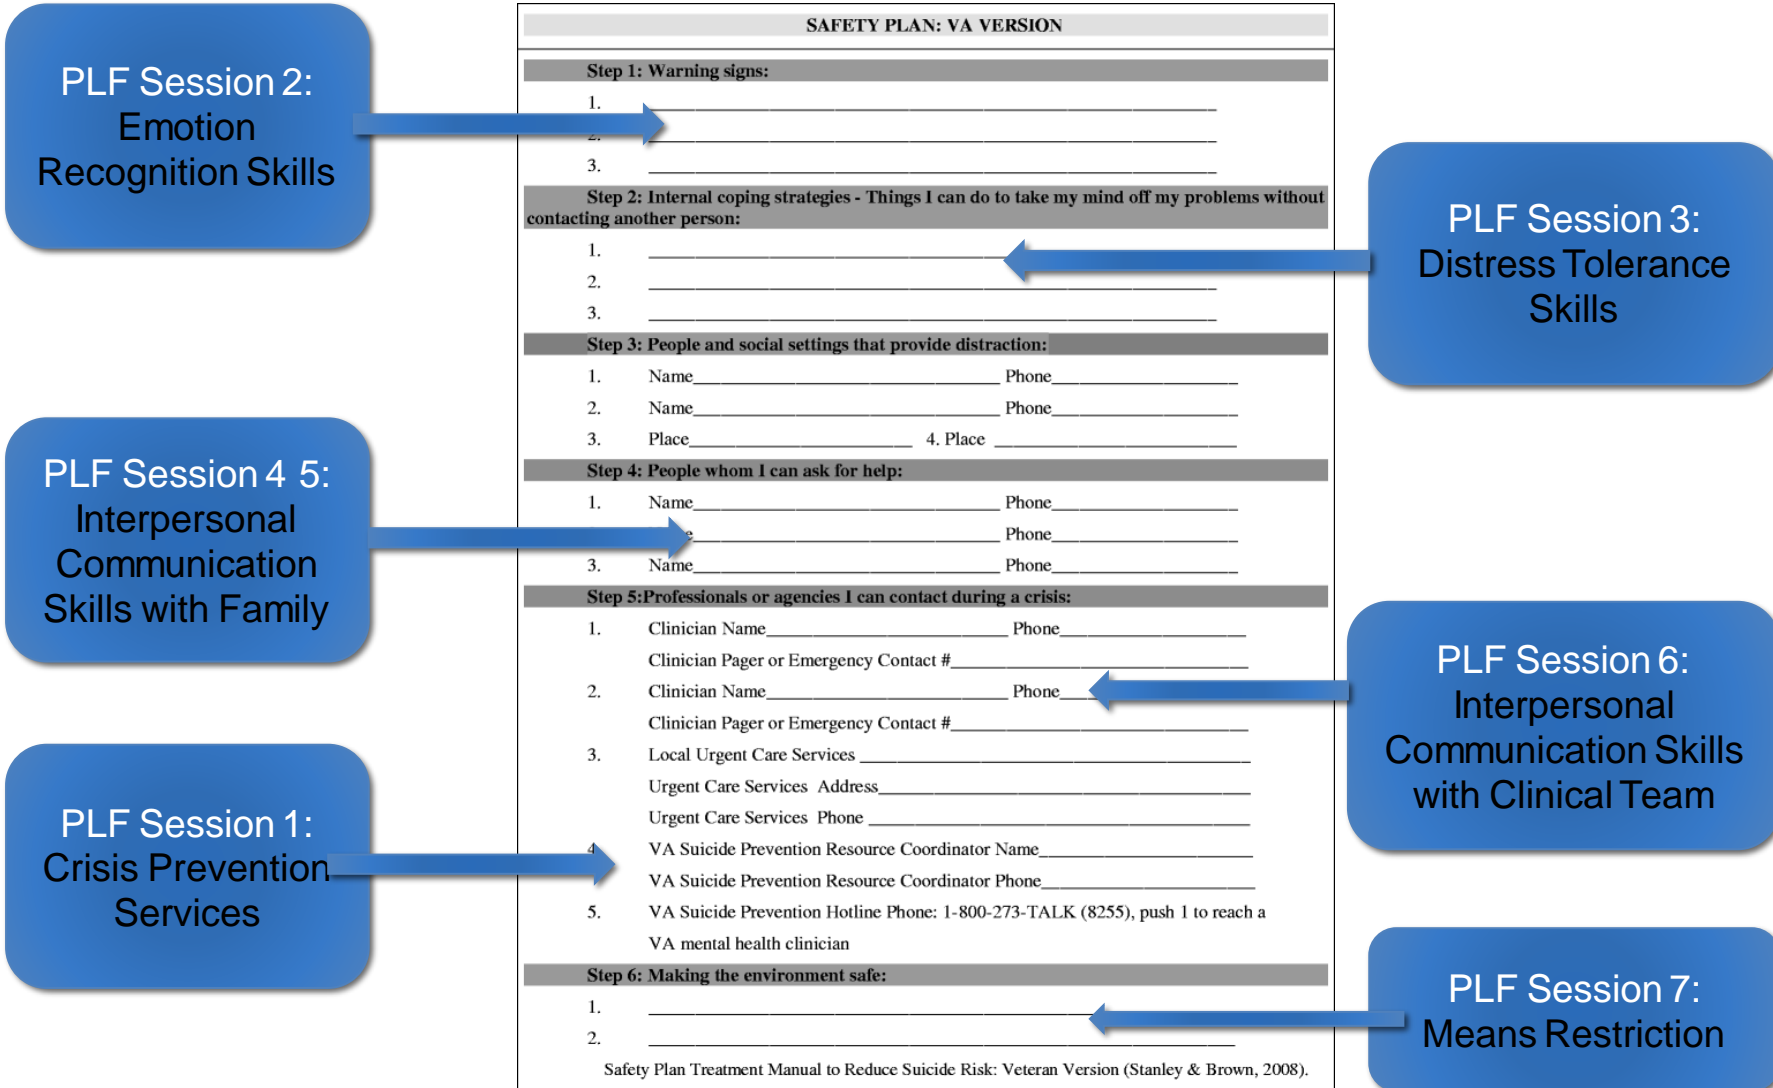 SAFETY PLAN: VA VERSION
Step 1: Warning signs:
1.
2.
3.
Step 2: Internal coping strategies - Things I can do to take my mind off my problems without
contacting another person:
1.
2.
3.
Step 3: People and social settings that provide distraction:
1. Name Phone
2. Name Phone
3. Place 4. Place
Step 4: People whom I can ask for help:
1. Name Phone
Phone
3. Name Phone
Step 5:Professionals or agencies I can contact during a crisis:
1. Clinician Name Phone
Clinician Pager or Emergency Contact #
2. Clinician Name Phone
Clinician Pager or Emergency Contact #
3. Local Urgent Care Services
Urgent Care Services Address
Urgent Care Services Phone
4. VA Suicide Prevention Resource Coordinator Name
VA Suicide Prevention Resource Coordinator Phone
5. VA Suicide Prevention Hotline Phone: 1-800-273-TALK (8255), push 1 to reach a
VA mental health clinician
Step 6: Making the environment safe:
1.
2.
Safety Plan Treatment Manual to Reduce Suicide Risk: Veteran Version (Stanley & Brown, 2008).
PLF Session 2:
Emotion
Recognition Skills
PLF Session 4 5:
Interpersonal
Communication
Skills with Family
PLF Session 1:
Crisis Prevention
Services
PLF Session 3:
Distress Tolerance
Skills
PLF Session 6:
Interpersonal
Communication Skills
with Clinical Team
PLF Session 7:
Means Restriction